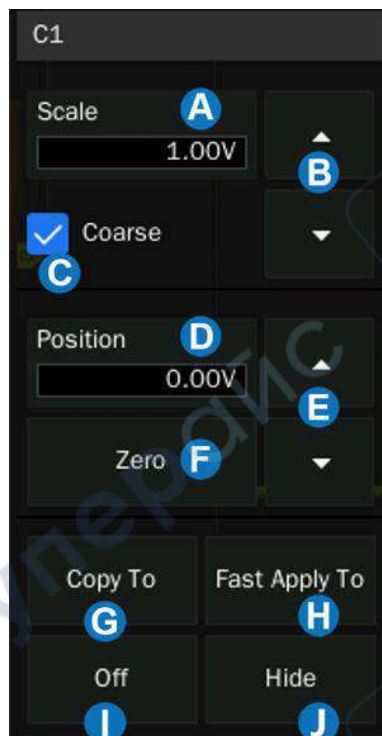 C1
Scale A
1.00V
B
Coarse
C
Position D
0.00V
E
Zero F
Copy To Fast Apply To
G H
Off Hide
I J